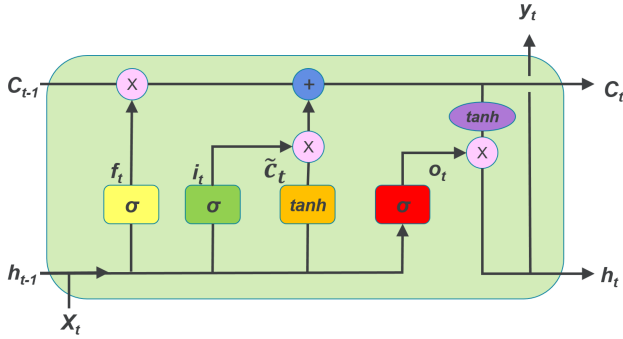 y_t
C_{t-1} X + C_t
tanh
X X
f_t i_t c̃_t o_t
σ σ tanh σ
h_{t-1} h_t
X_t